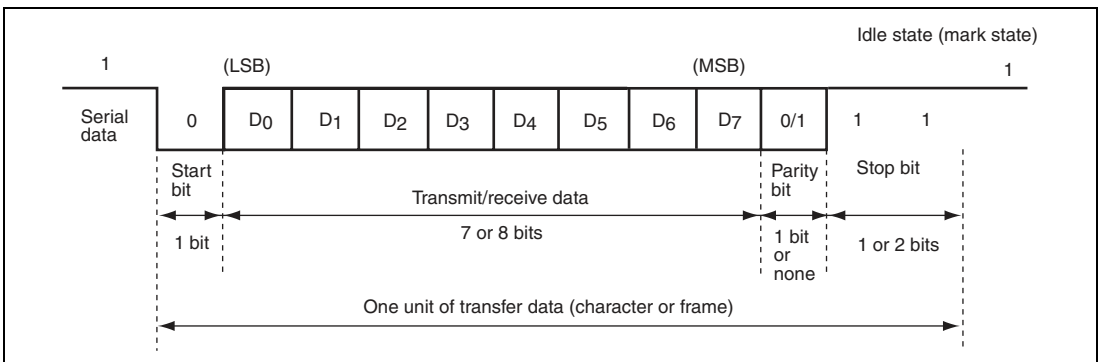 Idle state (mark state)
1 (LSB) (MSB) 1
Serial data
0 D0 D1 D2 D3 D4 D5 D6 D7 0/1 1 1
Start bit
Parity bit
Stop bit
Transmit/receive data
1 bit
7 or 8 bits
1 bit or none
1 or 2 bits
One unit of transfer data (character or frame)